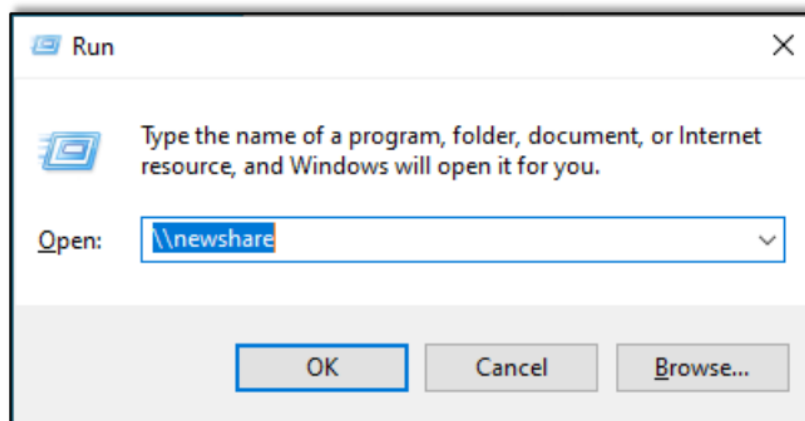 Run
Type the name of a program, folder, document, or Internet
resource, and Windows will open it for you.
Open: \\newshare
OK Cancel Browse...